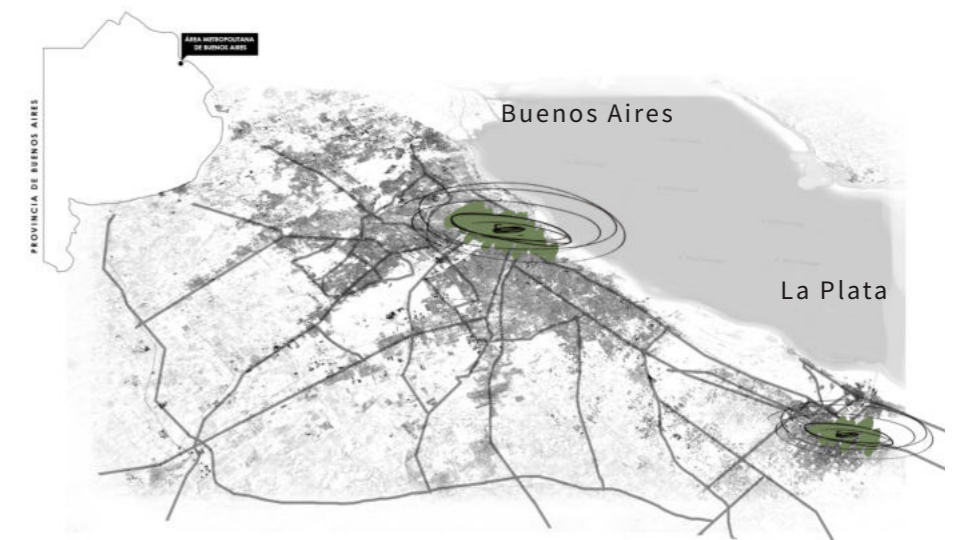 ÁREA METROPOLITANA
DE BUENOS AIRES
PROVINCIA DE BUENOS AIRES
Buenos Aires
La Plata